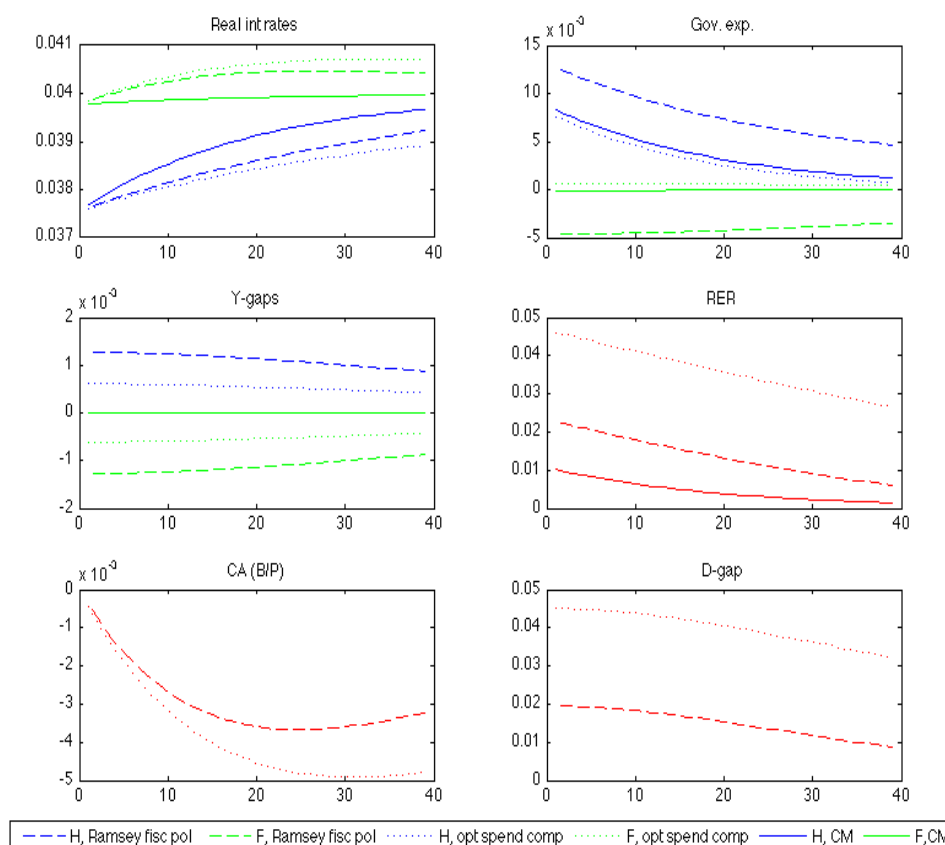 Real int rates
0.041
0.04
0.039
0.038
0.037
0 10 20 30 40
x 10⁻³
Gov. exp.
15
10
5
0
-5
0 10 20 30 40
x 10⁻³
Y-gaps
2
1
0
-1
-2
0 10 20 30 40
RER
0.05
0.04
0.03
0.02
0.01
0
0 10 20 30 40
x 10⁻³
CA (B/P)
0
-1
-2
-3
-4
-5
0 10 20 30 40
D-gap
0.05
0.04
0.03
0.02
0.01
0
0 10 20 30 40
H, Ramsey fisc pol F, Ramsey fisc pol H, opt spend comp F, opt spend comp H, CM F,CM